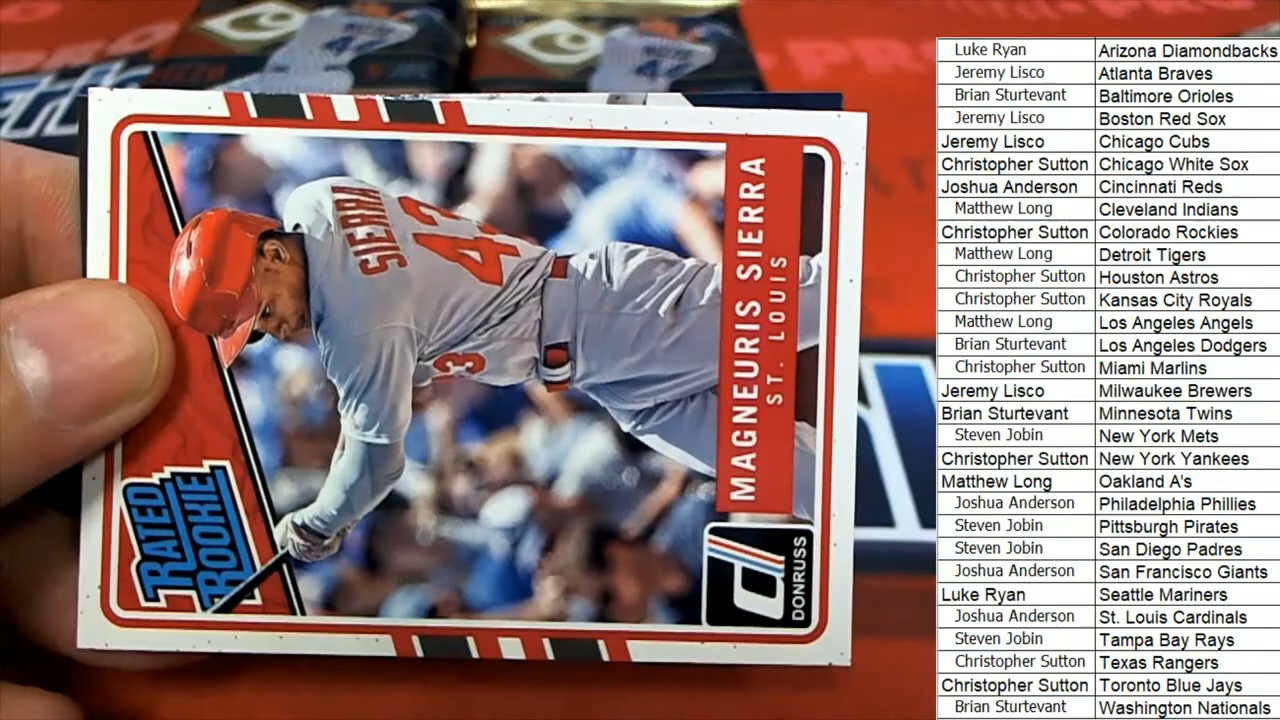 SIERRA
43
3
MAGNEURIS SIERRA
ST. LOUIS
RATED
ROOKIE
DONRUSS
Luke Ryan Arizona Diamondbacks
Jeremy Lisco Atlanta Braves
Brian Sturtevant Baltimore Orioles
Jeremy Lisco Boston Red Sox
Jeremy Lisco Chicago Cubs
Christopher Sutton Chicago White Sox
Joshua Anderson Cincinnati Reds
Matthew Long Cleveland Indians
Christopher Sutton Colorado Rockies
Matthew Long Detroit Tigers
Christopher Sutton Houston Astros
Christopher Sutton Kansas City Royals
Matthew Long Los Angeles Angels
Brian Sturtevant Los Angeles Dodgers
Christopher Sutton Miami Marlins
Jeremy Lisco Milwaukee Brewers
Brian Sturtevant Minnesota Twins
Steven Jobin New York Mets
Christopher Sutton New York Yankees
Matthew Long Oakland A's
Joshua Anderson Philadelphia Phillies
Steven Jobin Pittsburgh Pirates
Steven Jobin San Diego Padres
Joshua Anderson San Francisco Giants
Luke Ryan Seattle Mariners
Joshua Anderson St. Louis Cardinals
Steven Jobin Tampa Bay Rays
Christopher Sutton Texas Rangers
Christopher Sutton Toronto Blue Jays
Brian Sturtevant Washington Nationals